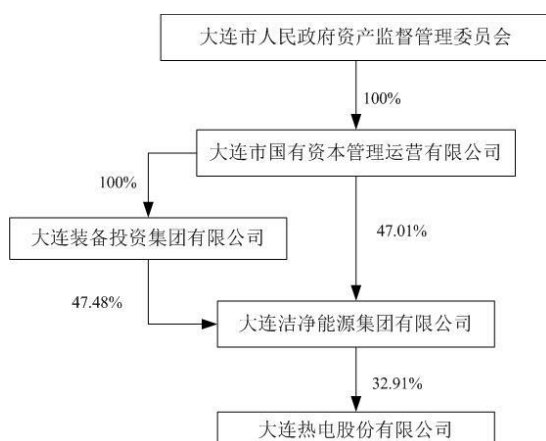 大连市人民政府资产监督管理委员会
100%
大连市国有资本管理运营有限公司
100%
大连装备投资集团有限公司
47.01%
47.48%
大连洁净能源集团有限公司
32.91%
大连热电股份有限公司